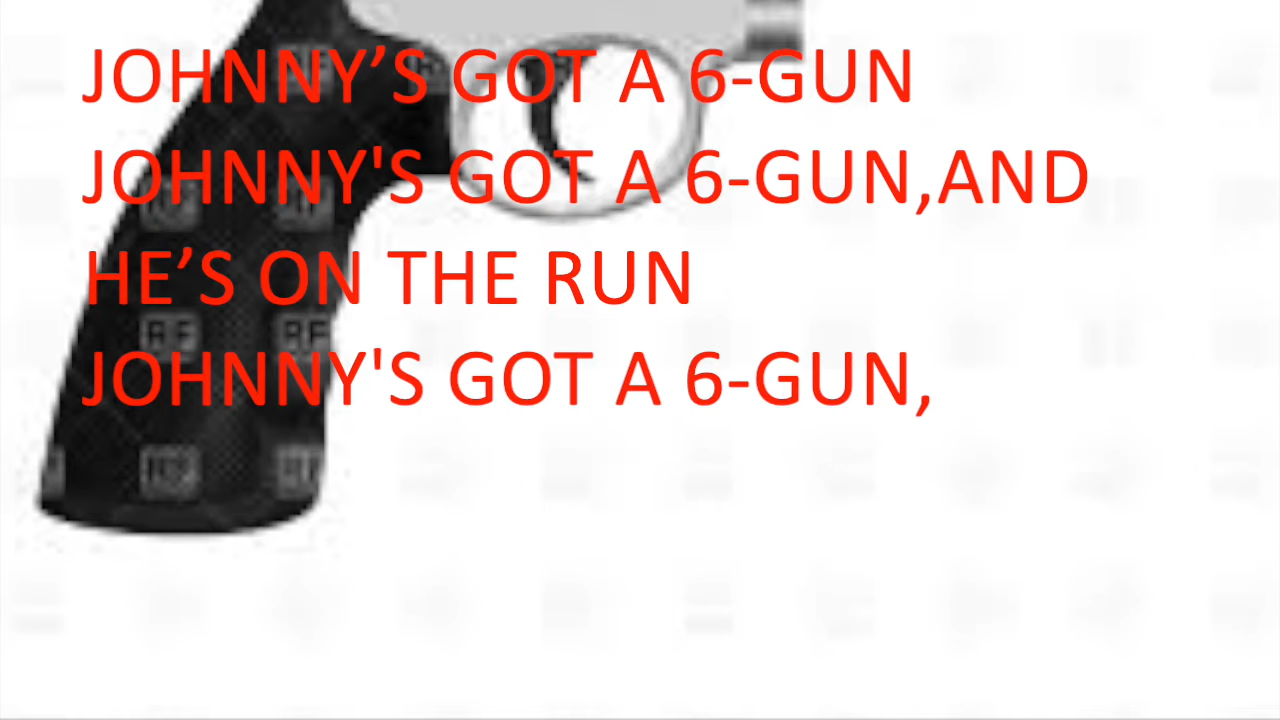 JOHNNY’S GOT A 6-GUN
JOHNNY'S GOT A 6-GUN,AND
HE’S ON THE RUN
JOHNNY'S GOT A 6-GUN,